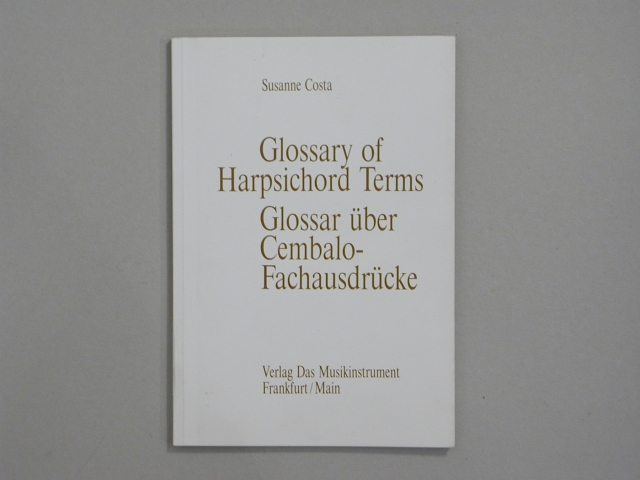 Susanne Costa
Glossary of
Harpsichord Terms
Glossar über
Cembalo-
Fachausdrücke
Verlag Das Musikinstrument
Frankfurt/Main